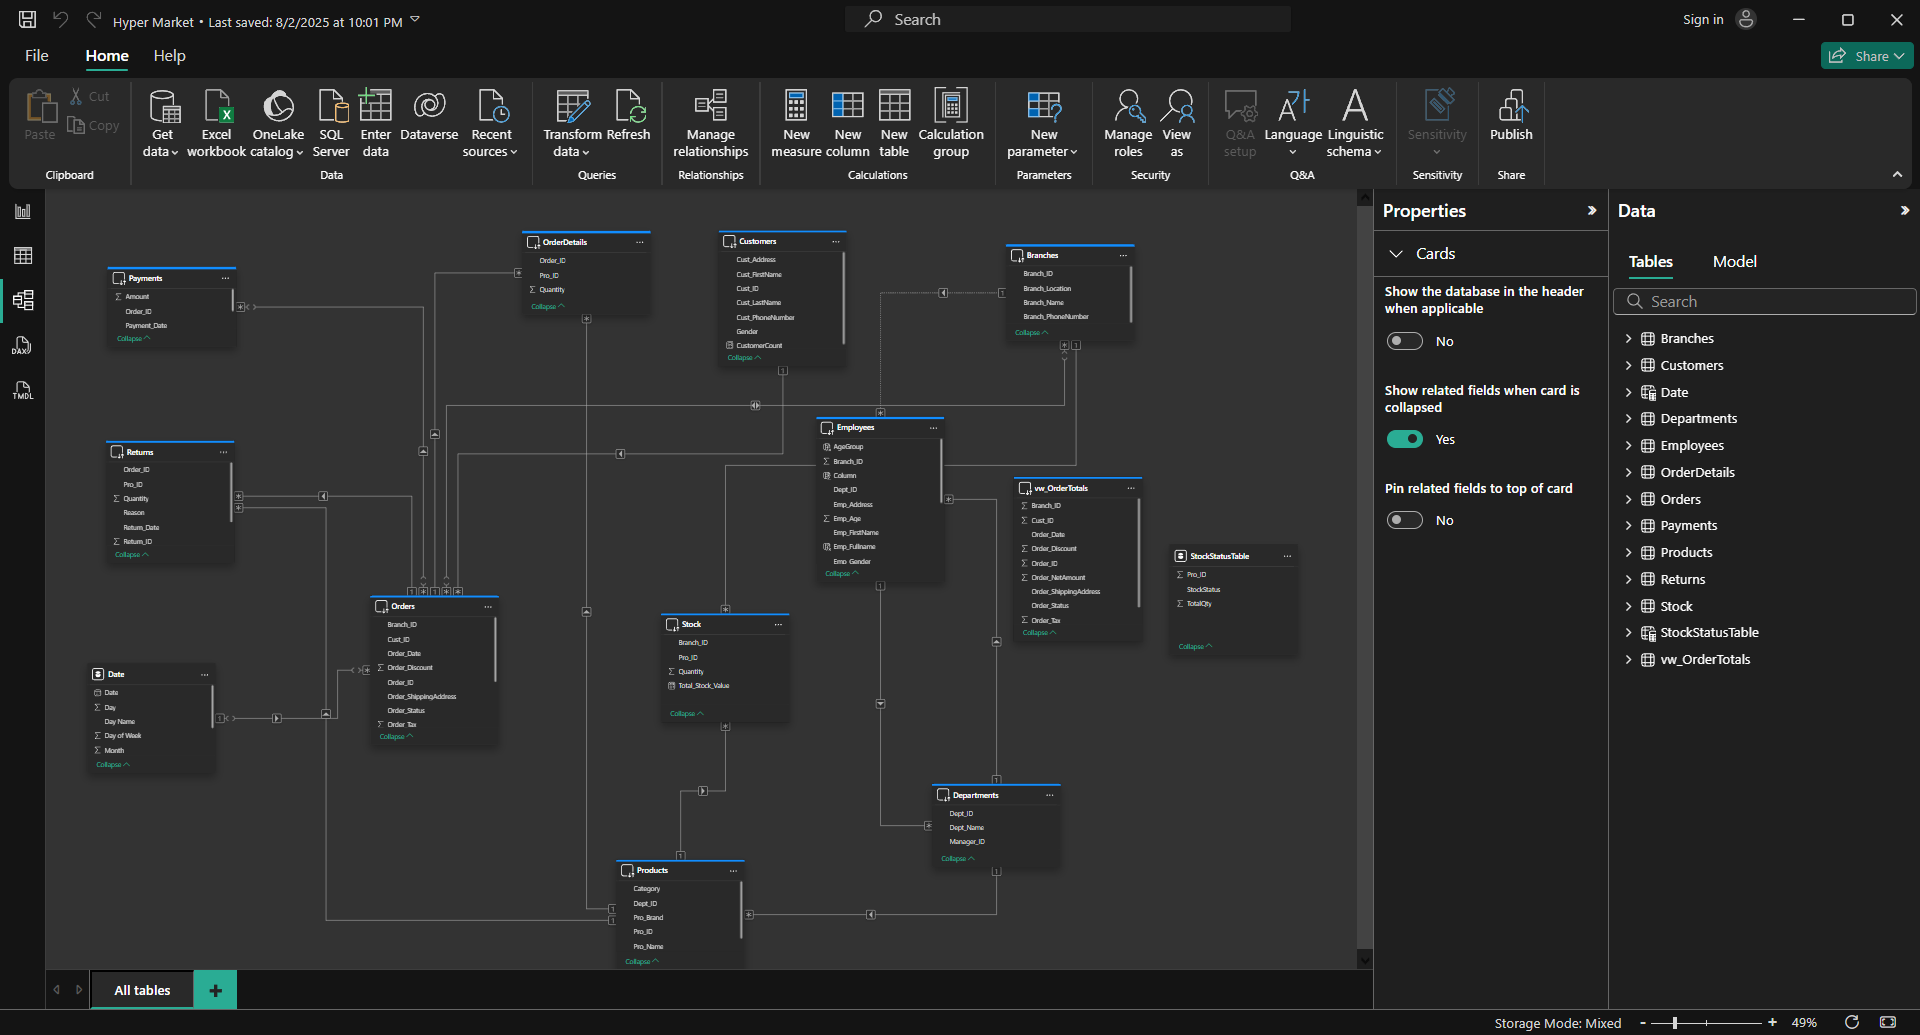 Hyper Market • Last saved: 8/2/2025 at 10:01 PM
Search
Sign in
File
Home
Help
Share
Paste
Cut
Copy
Clipboard
Get data
Excel workbook
OneLake catalog
SQL Server
Enter data
Dataverse
Recent sources
Data
Transform data
Refresh
Queries
Manage relationships
Relationships
New measure
New column
New table
Calculation group
Calculations
New parameter
Parameters
Manage roles
View as
Security
Q&A setup
Language
Linguistic schema
Q&A
Sensitivity
Sensitivity
Publish
Share
DAX
TMDL
Payments
Amount
Order_ID
Payment_Date
Collapse
OrderDetails
Order_ID
Pro_ID
Quantity
Collapse
Customers
Cust_Address
Cust_FirstName
Cust_ID
Cust_LastName
Cust_PhoneNumber
Gender
CustomerCount
Collapse
Branches
Branch_ID
Branch_Location
Branch_Name
Branch_PhoneNumber
Collapse
Returns
Order_ID
Pro_ID
Quantity
Reason
Return_Date
Return_ID
Collapse
Employees
AgeGroup
Branch_ID
Column
Dept_ID
Emp_Address
Emp_Age
Emp_FirstName
Emp_Fullname
Emp_Gender
Collapse
vw_OrderTotals
Branch_ID
Cust_ID
Order_Date
Order_Discount
Order_ID
Order_NetAmount
Order_ShippingAddress
Order_Status
Order_Tax
Collapse
StockStatusTable
Pro_ID
StockStatus
TotalQty
Collapse
Orders
Branch_ID
Cust_ID
Order_Date
Order_Discount
Order_ID
Order_ShippingAddress
Order_Status
Order_Tax
Collapse
Stock
Branch_ID
Pro_ID
Quantity
Total_Stock_Value
Collapse
Date
Date
Day
Day Name
Day of Week
Month
Collapse
Departments
Dept_ID
Dept_Name
Manager_ID
Collapse
Products
Category
Dept_ID
Pro_Brand
Pro_ID
Pro_Name
Collapse
Properties
Cards
Show the database in the header
when applicable
No
Show related fields when card is
collapsed
Yes
Pin related fields to top of card
No
Data
Tables
Model
Search
Branches
Customers
Date
Departments
Employees
OrderDetails
Orders
Payments
Products
Returns
Stock
StockStatusTable
vw_OrderTotals
All tables
+
Storage Mode: Mixed
- + 49%